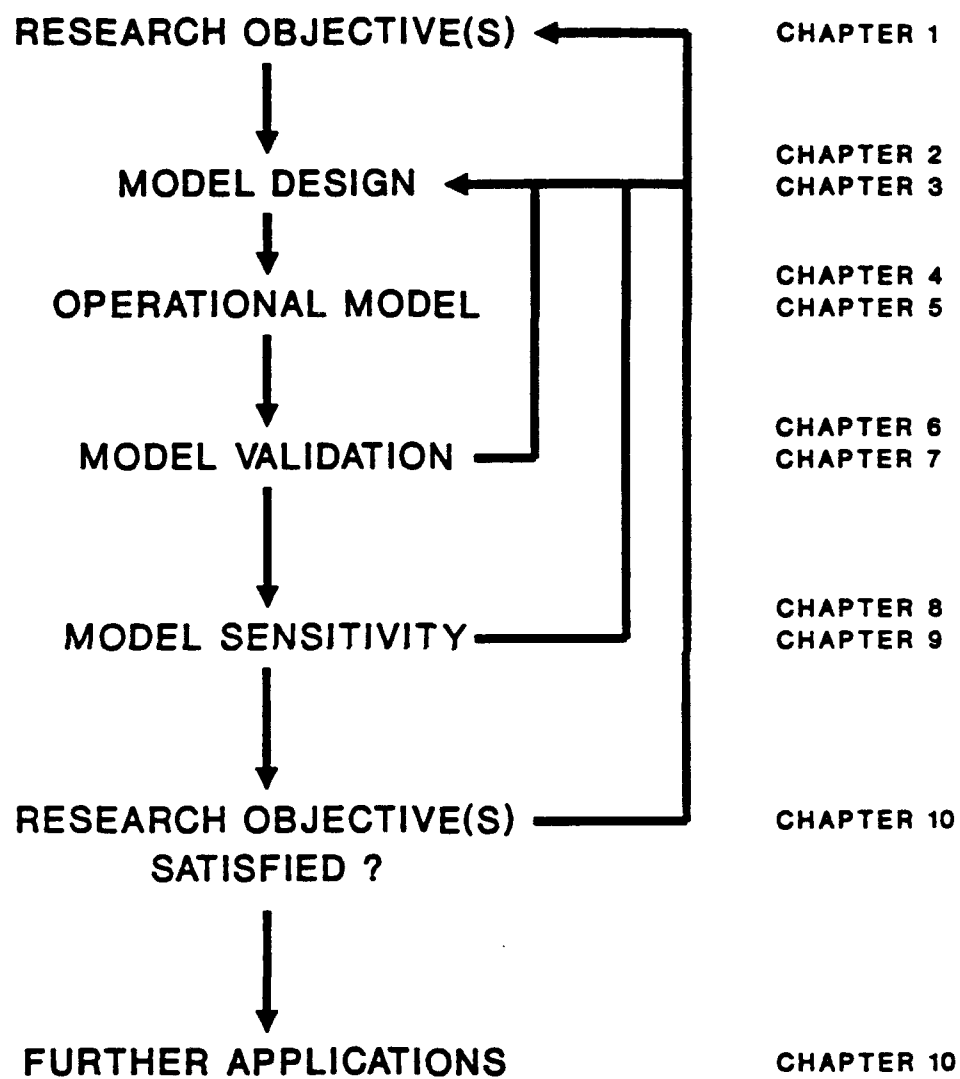 RESEARCH OBJECTIVE(S) CHAPTER 1
CHAPTER 2
MODEL DESIGN CHAPTER 3
CHAPTER 4
OPERATIONAL MODEL CHAPTER 5
CHAPTER 6
MODEL VALIDATION CHAPTER 7
CHAPTER 8
MODEL SENSITIVITY CHAPTER 9
RESEARCH OBJECTIVE(S) CHAPTER 10
SATISFIED ?
FURTHER APPLICATIONS CHAPTER 10